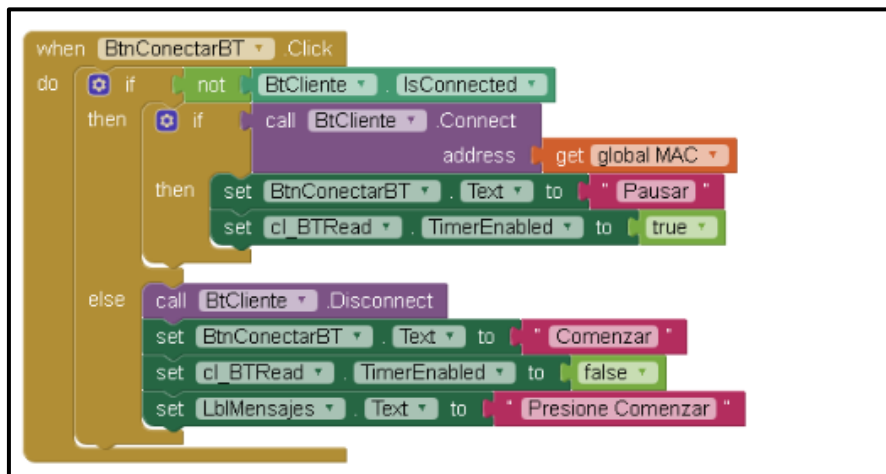 when BtnConectarBT .Click
do if not BtCliente . IsConnected
then if call BtCliente .Connect
address get global MAC
then set BtnConectarBT . Text to " Pausar "
set cl_BTRead . TimerEnabled to true
else call BtCliente .Disconnect
set BtnConectarBT . Text to " Comenzar "
set cl_BTRead . TimerEnabled to false
set LblMensajes . Text to " Presione Comenzar "